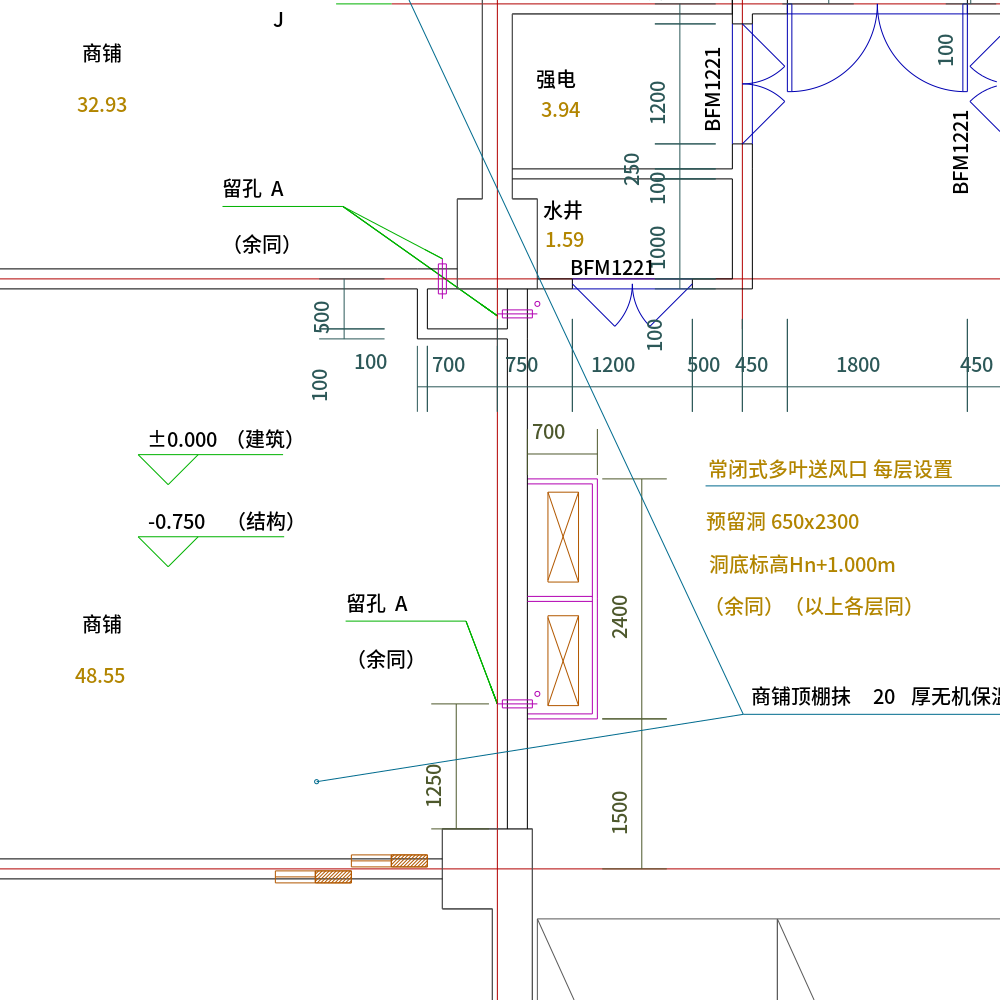 J
商铺
32.93
强电
3.94
1200
BFM1221
100
BFM1221
250
100
留孔 A
（余同）
水井
1.59
1000
BFM1221
500
100
100
100
700
750
1200
500
450
1800
450
±0.000 （建筑）
-0.750 （结构）
700
常闭式多叶送风口 每层设置
预留洞 650x2300
洞底标高Hn+1.000m
（余同）（以上各层同）
留孔 A
（余同）
2400
商铺
48.55
商铺顶棚抹 20 厚无机保温
1250
1500